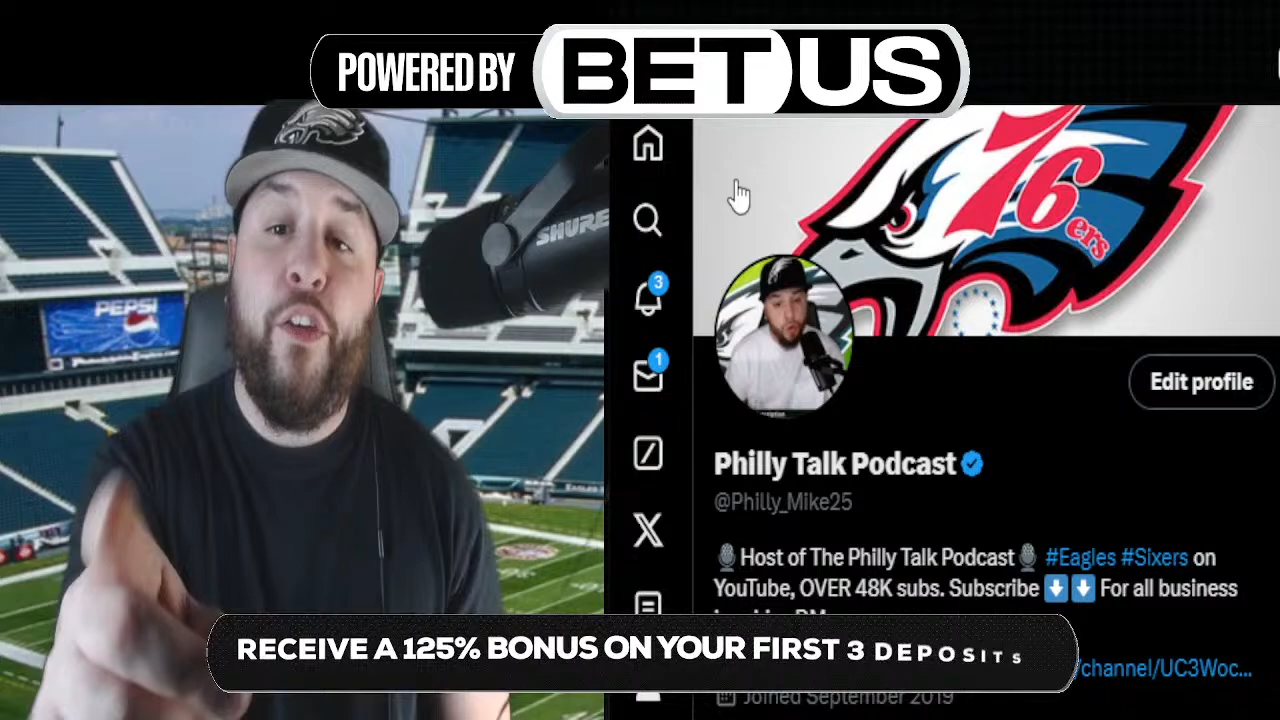 POWERED BY BETUS
SHURE
PEPSI
76ers
3
1
Edit profile
Philly Talk Podcast
@Philly_Mike25
Host of The Philly Talk Podcast #Eagles #Sixers on
YouTube, OVER 48K subs. Subscribe ⬇️⬇️ For all business
RECEIVE A 125% BONUS ON YOUR FIRST 3 DEPOSITS
/channel/UC3Woc...
Joined September 2019